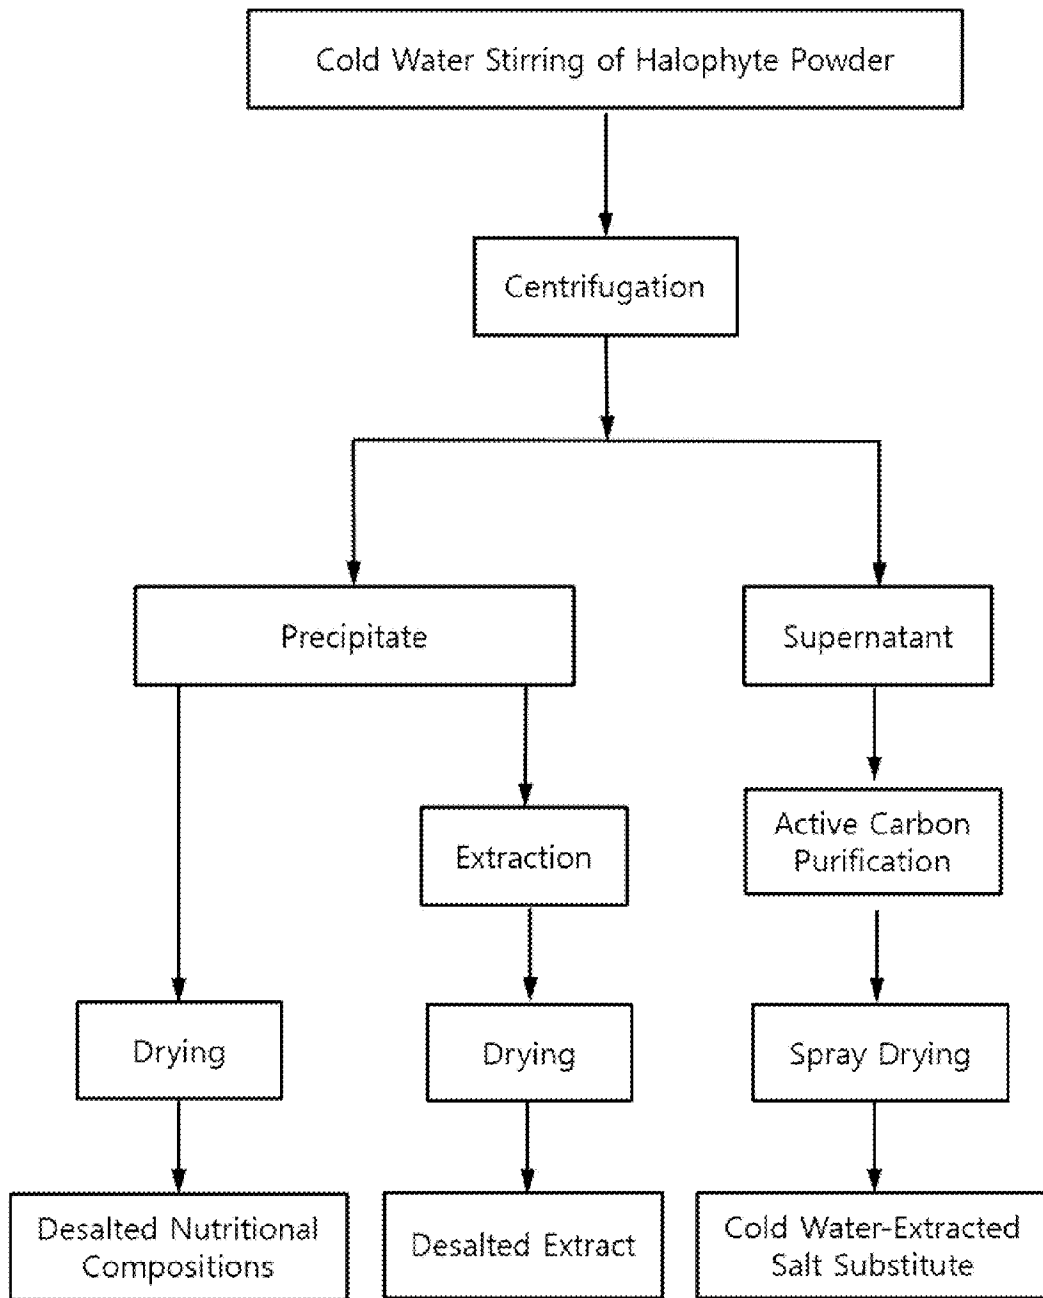 Cold Water Stirring of Halophyte Powder
Centrifugation
Precipitate
Supernatant
Extraction
Active Carbon
Purification
Drying
Drying
Spray Drying
Desalted Nutritional
Compositions
Desalted Extract
Cold Water-Extracted
Salt Substitute